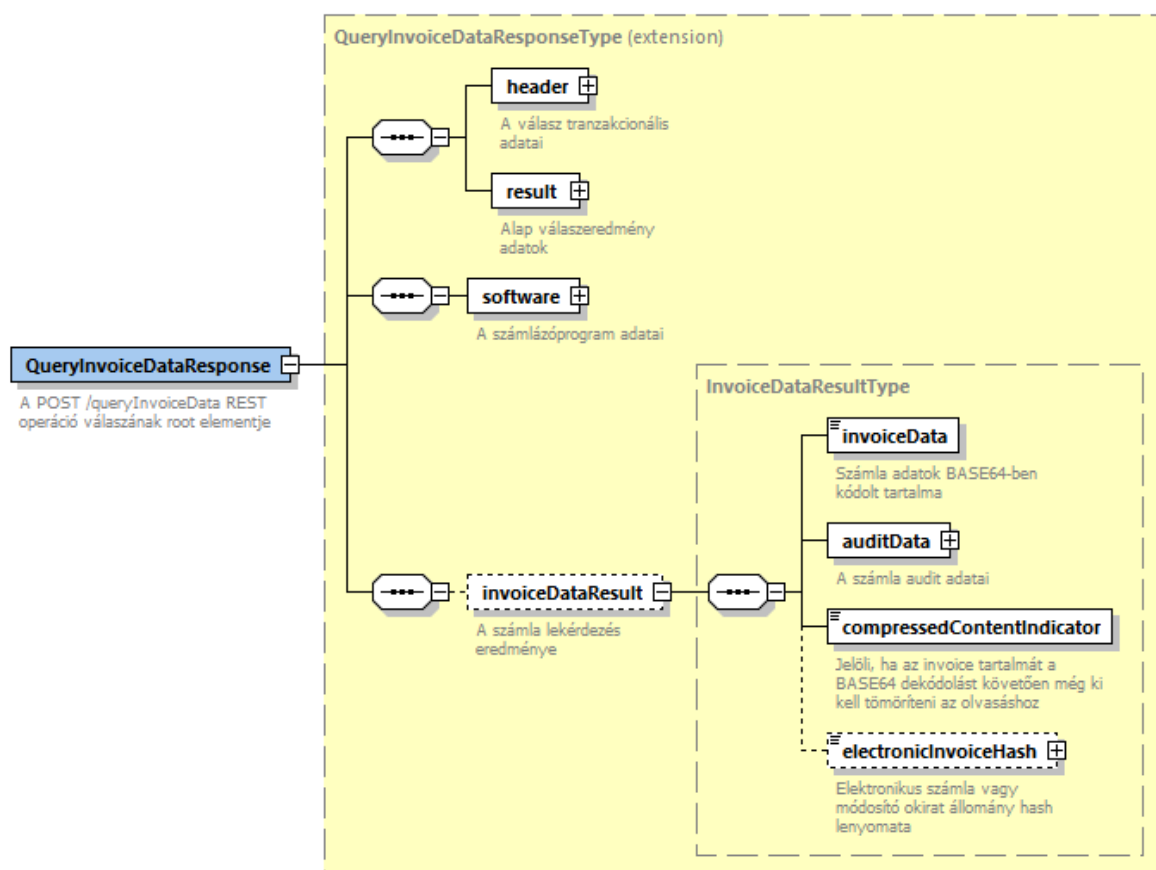 QueryInvoiceDataResponseType (extension)
header
A válasz tranzakcionális
adatai
result
Alap válaszeredmény
adatok
software
A számlázóprogram adatai
QueryInvoiceDataResponse
A POST /queryInvoiceData REST
operáció válaszának root elementje
InvoiceDataResultType
invoiceData
Számla adatok BASE64-ben
kódolt tartalma
auditData
A számla audit adatai
invoiceDataResult
A számla lekérdezés
eredménye
compressedContentIndicator
Jelöli, ha az invoice tartalmát a
BASE64 dekódolást követően még ki
kell tömöríteni az olvasáshoz
electronicInvoiceHash
Elektronikus számla vagy
módosító okirat állomány hash
lenyomata